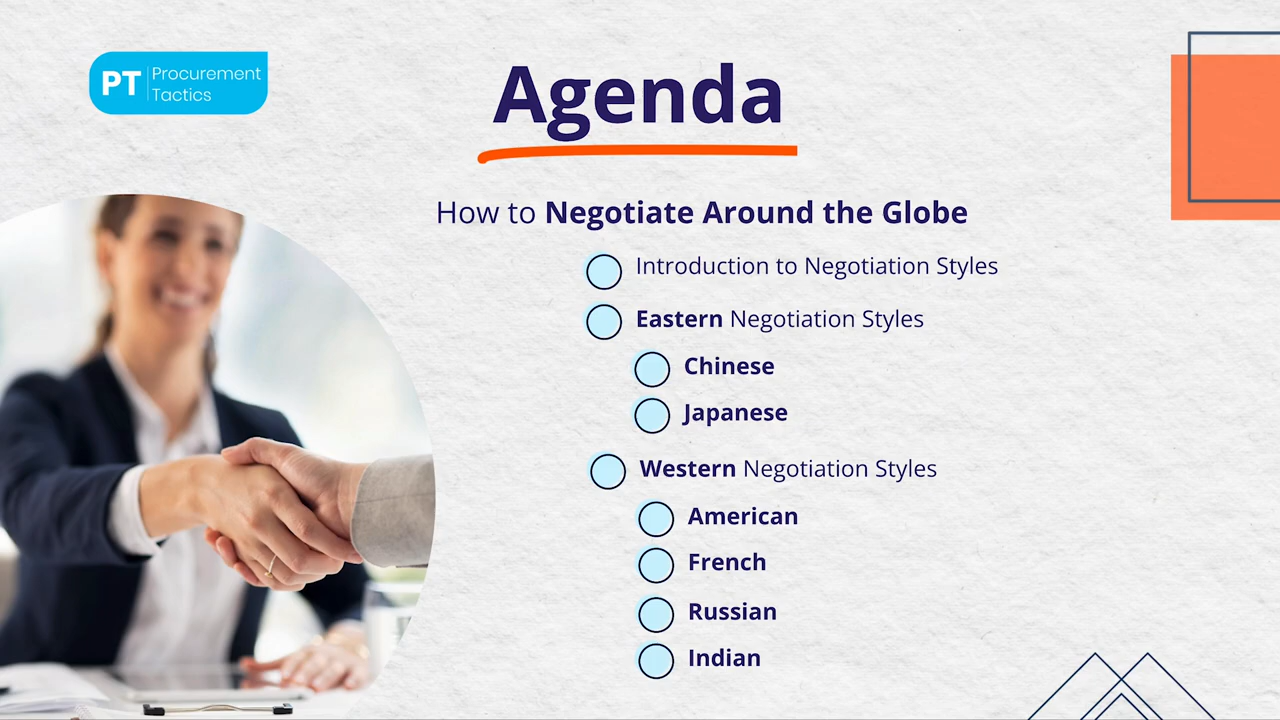 PT Procurement
Tactics
Agenda
How to Negotiate Around the Globe
Introduction to Negotiation Styles
Eastern Negotiation Styles
Chinese
Japanese
Western Negotiation Styles
American
French
Russian
Indian